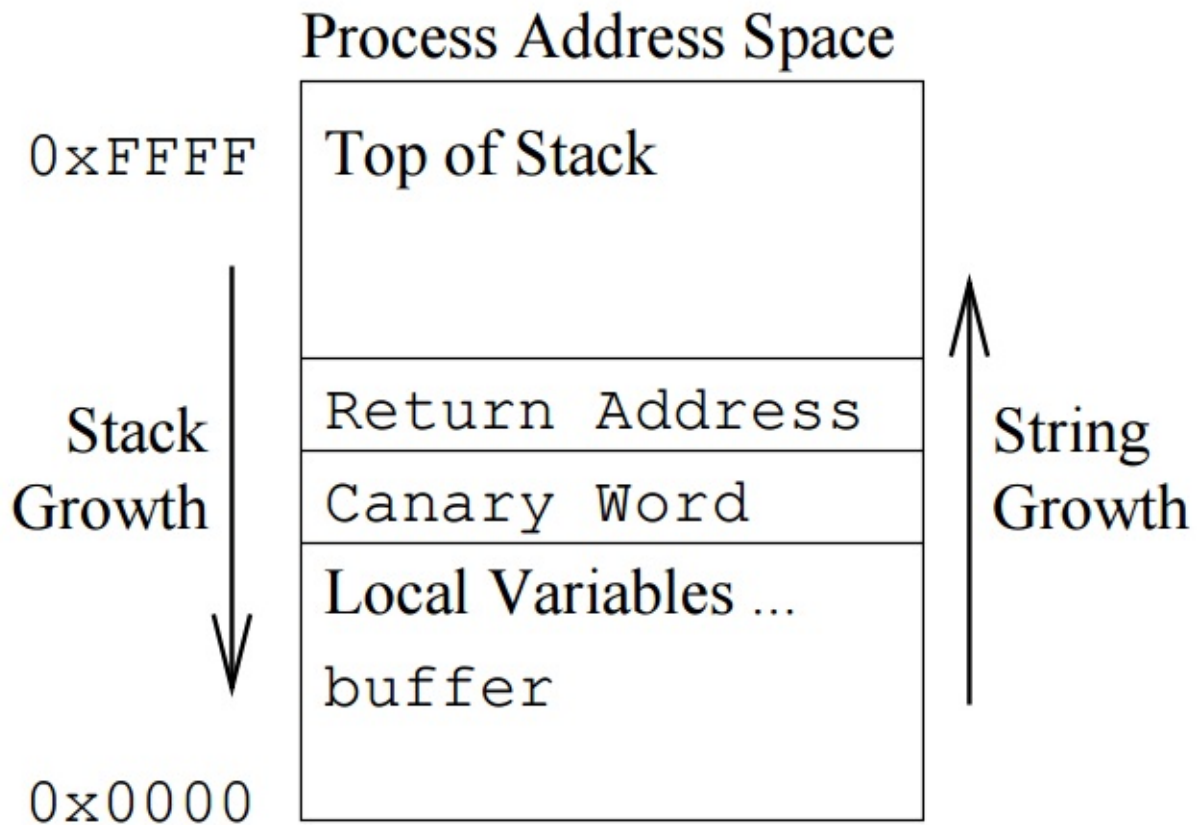 Process Address Space
0xFFFF
Top of Stack
Return Address
Stack
Growth
Canary Word
String
Growth
Local Variables ...
buffer
0x0000